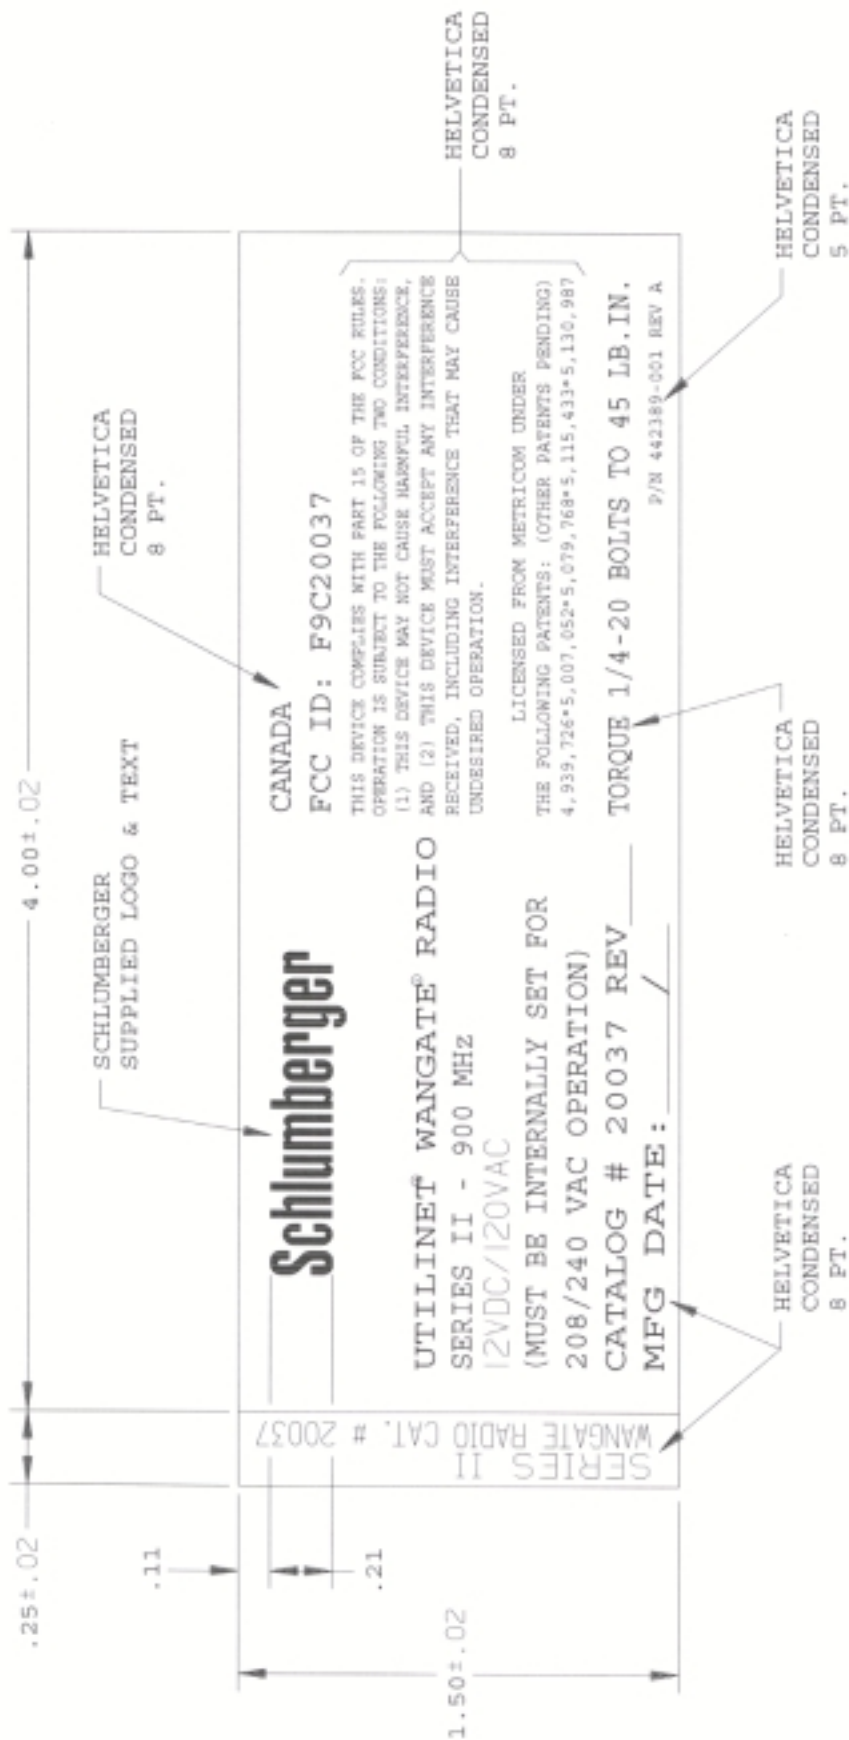 .25±.02
4.00±.02
SCHLUMBERGER
SUPPLIED LOGO & TEXT
HELVETICA
CONDENSED
8 PT.
.11
.21
1.50±.02
SERIES II
WANGATE RADIO CAT. # 20037
Schlumberger
UTILINET® WANGATE® RADIO
SERIES II - 900 MHZ
12VDC/120VAC
(MUST BE INTERNALLY SET FOR
208/240 VAC OPERATION)
CATALOG # 20037 REV
MFG DATE: /
CANADA
FCC ID: F9C20037
THIS DEVICE COMPLIES WITH PART 15 OF THE FCC RULES.
OPERATION IS SUBJECT TO THE FOLLOWING TWO CONDITIONS:
(1) THIS DEVICE MAY NOT CAUSE HARMFUL INTERFERENCE,
AND (2) THIS DEVICE MUST ACCEPT ANY INTERFERENCE
RECEIVED, INCLUDING INTERFERENCE THAT MAY CAUSE
UNDESIRED OPERATION.
LICENSED FROM METRICOM UNDER
THE FOLLOWING PATENTS: (OTHER PATENTS PENDING)
4,939,726*5,007,052*5,079,768*5,115,433*5,130,987
TORQUE 1/4-20 BOLTS TO 45 LB.IN.
P/N 442389-001 REV A
HELVETICA
CONDENSED
8 PT.
HELVETICA
CONDENSED
8 PT.
HELVETICA
CONDENSED
8 PT.
HELVETICA
CONDENSED
5 PT.